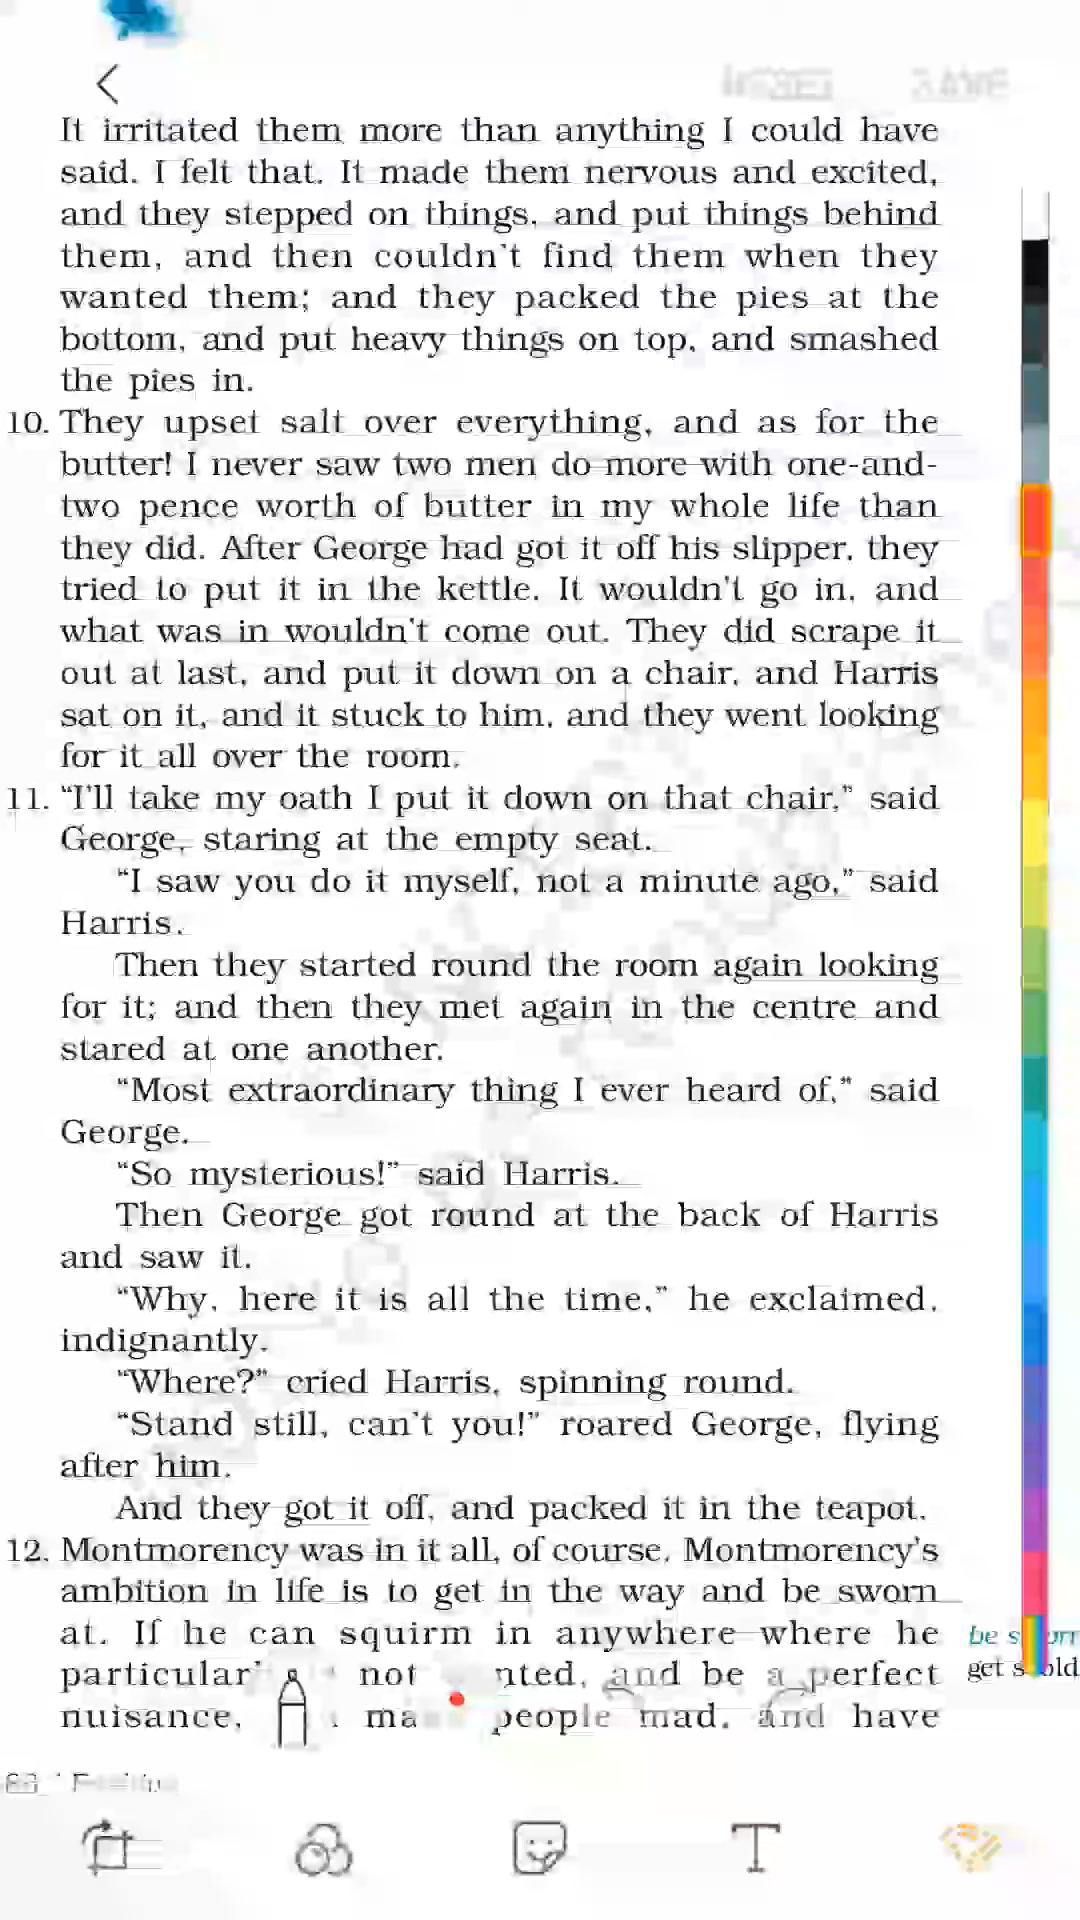 It irritated them more than anything I could have
said. I felt that. It made them nervous and excited,
and they stepped on things, and put things behind
them, and then couldn't find them when they
wanted them; and they packed the pies at the
bottom, and put heavy things on top, and smashed
the pies in.
10. They upset salt over everything, and as for the
butter! I never saw two men do more with one-and-
two pence worth of butter in my whole life than
they did. After George had got it off his slipper, they
tried to put it in the kettle. It wouldn't go in, and
what was in wouldn't come out. They did scrape it
out at last, and put it down on a chair, and Harris
sat on it, and it stuck to him, and they went looking
for it all over the room.
11. “I'll take my oath I put it down on that chair,” said
George, staring at the empty seat.
“I saw you do it myself, not a minute ago,” said
Harris.
Then they started round the room again looking
for it; and then they met again in the centre and
stared at one another.
“Most extraordinary thing I ever heard of,” said
George.
“So mysterious!” said Harris.
Then George got round at the back of Harris
and saw it.
“Why, here it is all the time,” he exclaimed,
indignantly.
“Where?” cried Harris, spinning round.
“Stand still, can't you!” roared George, flying
after him.
And they got it off, and packed it in the teapot.
12. Montmorency was in it all, of course. Montmorency's
ambition in life is to get in the way and be sworn
at. If he can squirm in anywhere where he
be
particular not and be a perfect
get
nuisance, people mad, and have